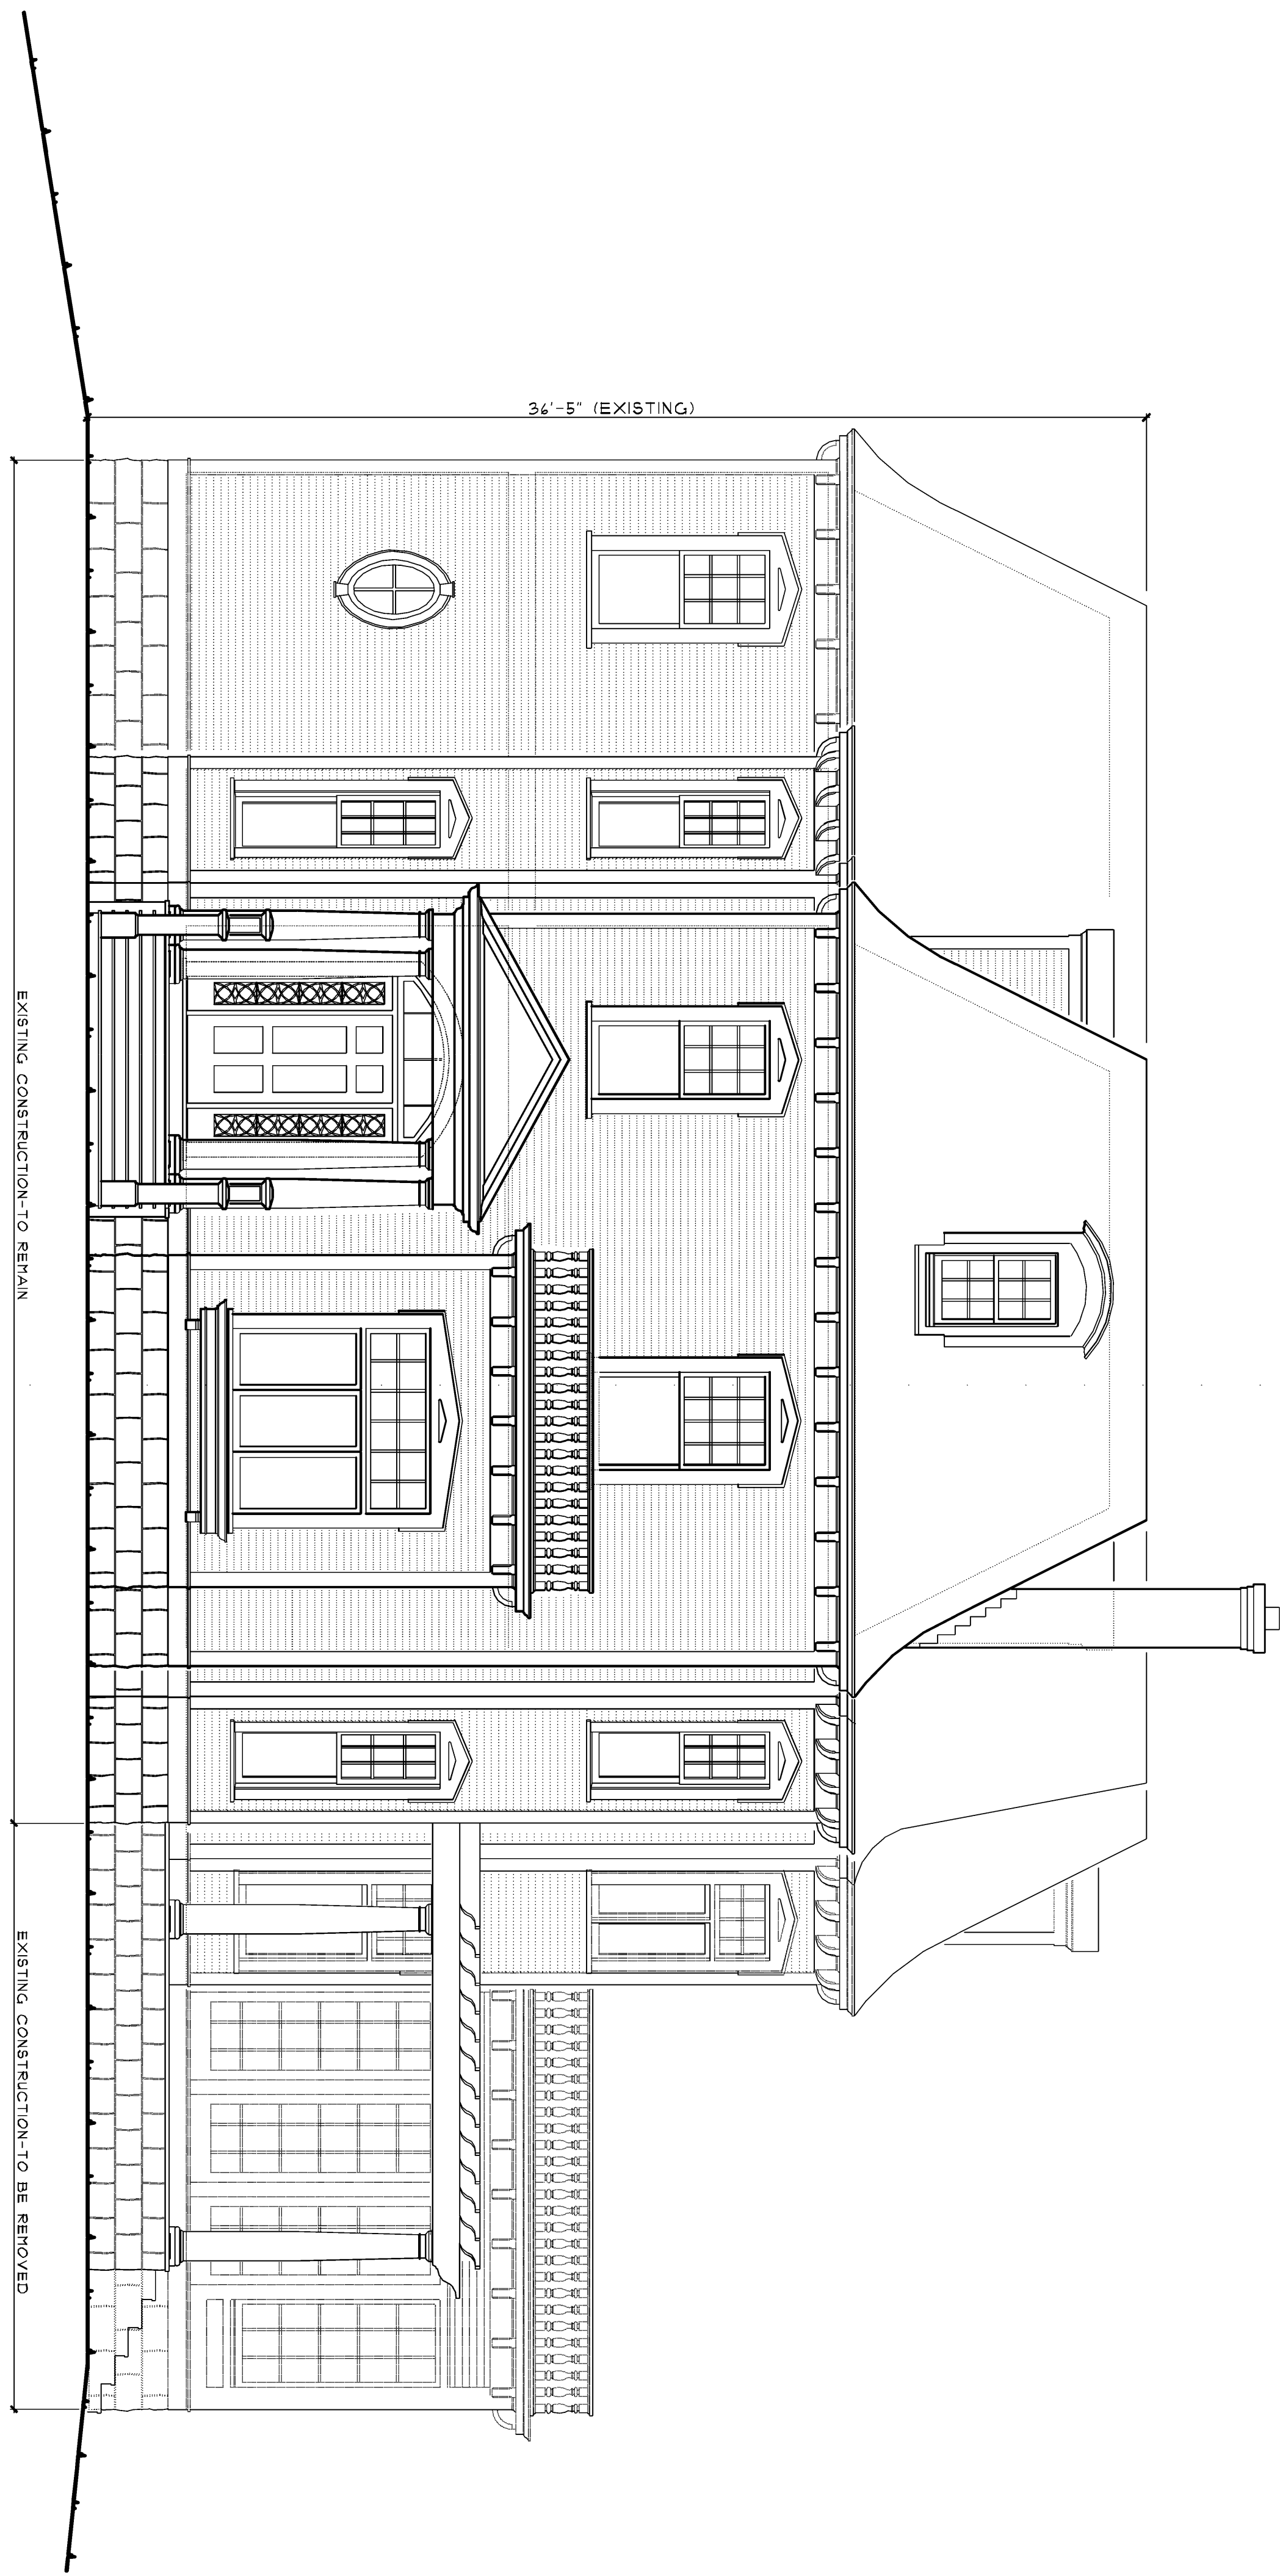 36'-5" (EXISTING)
EXISTING CONSTRUCTION-TO REMAIN
EXISTING CONSTRUCTION-TO BE REMOVED